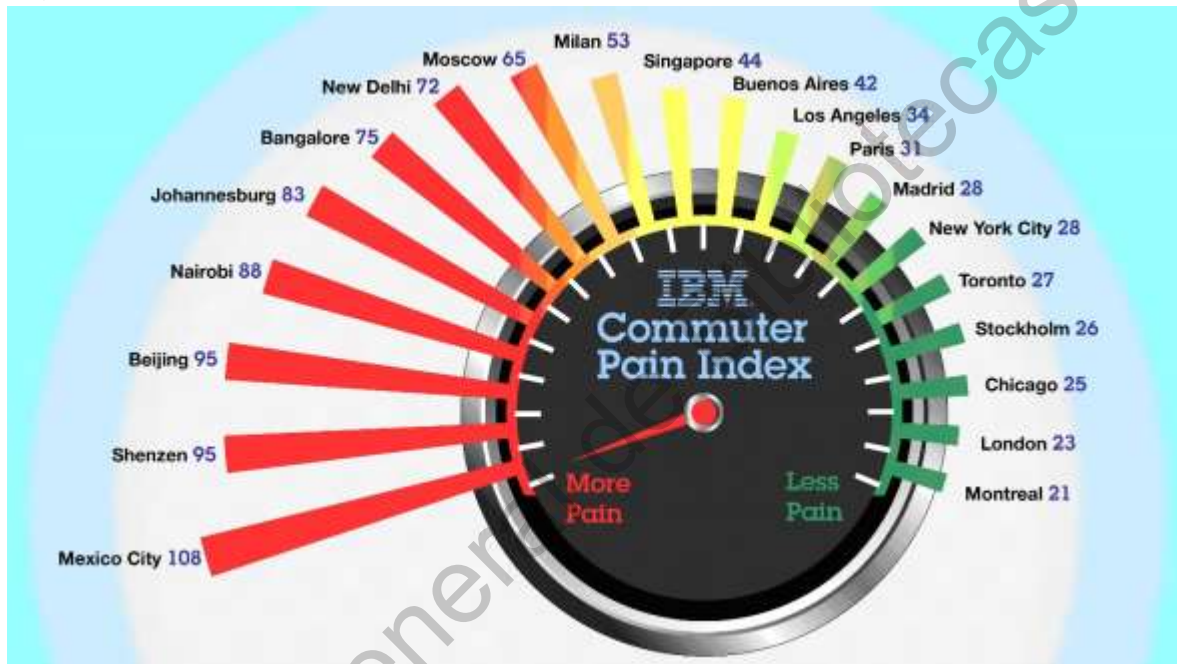 Milan 53
Moscow 65
Singapore 44
New Delhi 72
Buenos Aires 42
Los Angeles 34
Bangalore 75
Paris 31
Johannesburg 83
Madrid 28
New York City 28
Nairobi 88
Toronto 27
Stockholm 26
Beijing 95
Chicago 25
Shenzen 95
London 23
Montreal 21
Mexico City 108
IBM
Commuter
Pain Index
More
Pain
Less
Pain